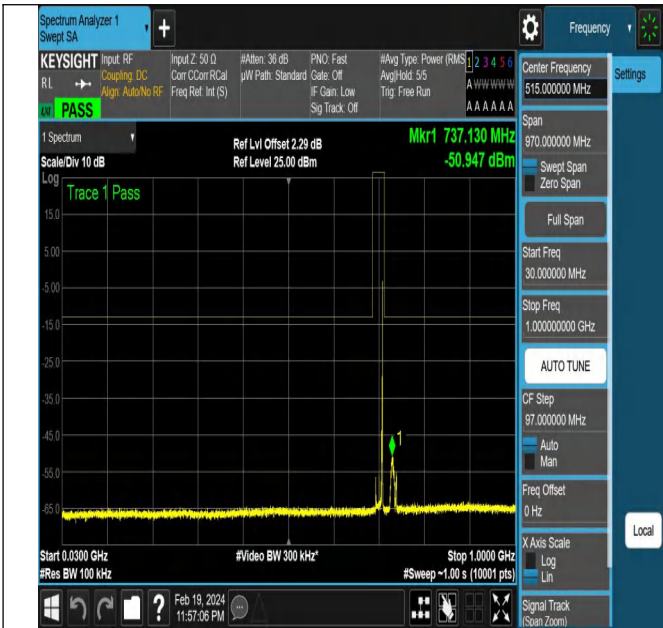 Spectrum Analyzer 1
Swept SA
+
Frequency
KEYSIGHT
RL
PASS
Input: RF
Coupling: DC
Align: Auto/No RF
Input Z: 50 Ω
Corr CCorr RCal
Freq Ref: Int (S)
#Atten: 36 dB
µW Path: Standard
PNO: Fast
Gate: Off
IF Gain: Low
Sig Track: Off
#Avg Type: Power (RMS
Avg|Hold: 5/5
Trig: Free Run
1 2 3 4 5 6
A W W W W W
A A A A A A
1 Spectrum
Scale/Div 10 dB
Ref Lvl Offset 2.29 dB
Ref Level 25.00 dBm
Mkr1 737.130 MHz
-50.947 dBm
Log
Trace 1 Pass
15.0
5.00
-5.00
-15.0
-25.0
-35.0
-45.0
-55.0
-65.0
1
Start 0.0300 GHz
#Res BW 100 kHz
#Video BW 300 kHz*
Stop 1.0000 GHz
#Sweep ~1.00 s (10001 pts)
?
Feb 19, 2024
11:57:06 PM
Center Frequency
515.000000 MHz
Settings
Span
970.000000 MHz
Swept Span
Zero Span
Full Span
Start Freq
30.000000 MHz
Stop Freq
1.000000000 GHz
AUTO TUNE
CF Step
97.000000 MHz
Auto
Man
Freq Offset
0 Hz
Local
X Axis Scale
Log
Lin
Signal Track
(Span Zoom)